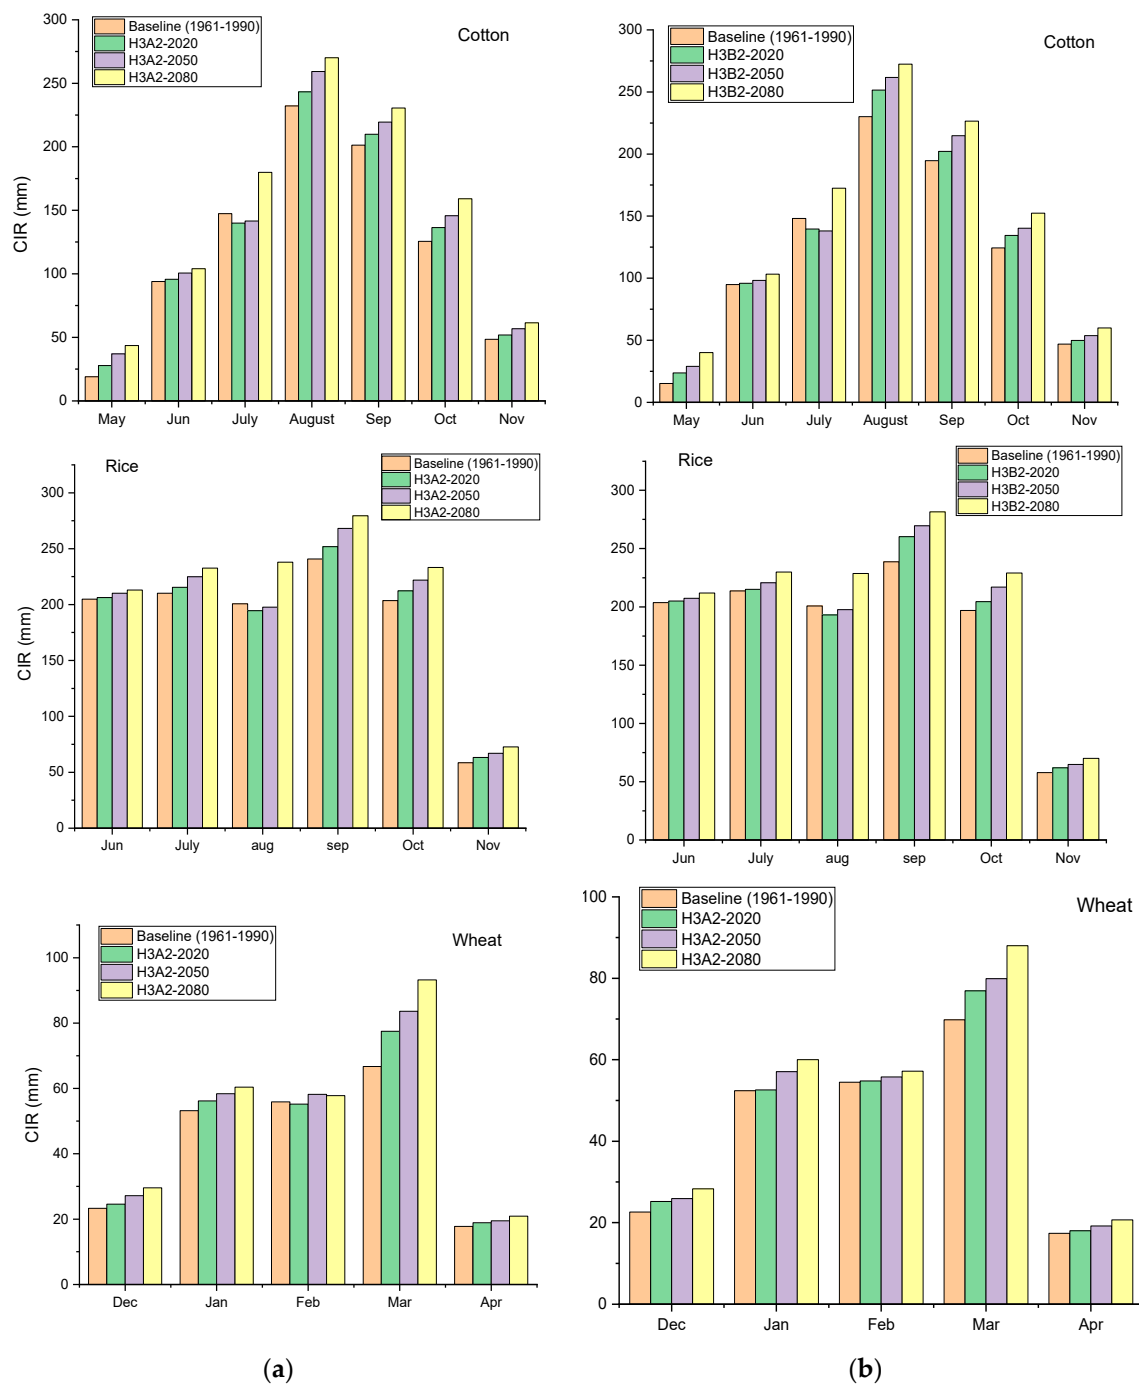 Cotton
Baseline (1961-1990)
H3A2-2020
H3A2-2050
H3A2-2080
CIR (mm)
300
250
200
150
100
50
0
May Jun July August Sep Oct Nov
Cotton
Baseline (1961-1990)
H3B2-2020
H3B2-2050
H3B2-2080
300
250
200
150
100
50
0
May Jun July August Sep Oct Nov
Rice
Baseline (1961-1990)
H3A2-2020
H3A2-2050
H3A2-2080
CIR (mm)
300
250
200
150
100
50
0
Jun July aug sep Oct Nov
Rice
Baseline (1961-1990)
H3B2-2020
H3B2-2050
H3B2-2080
300
250
200
150
100
50
0
Jun July aug sep Oct Nov
Wheat
Baseline (1961-1990)
H3A2-2020
H3A2-2050
H3A2-2080
CIR (mm)
100
80
60
40
20
0
Dec Jan Feb Mar Apr
Wheat
Baseline (1961-1990)
H3A2-2020
H3A2-2050
H3A2-2080
100
80
60
40
20
0
Dec Jan Feb Mar Apr
(a)
(b)